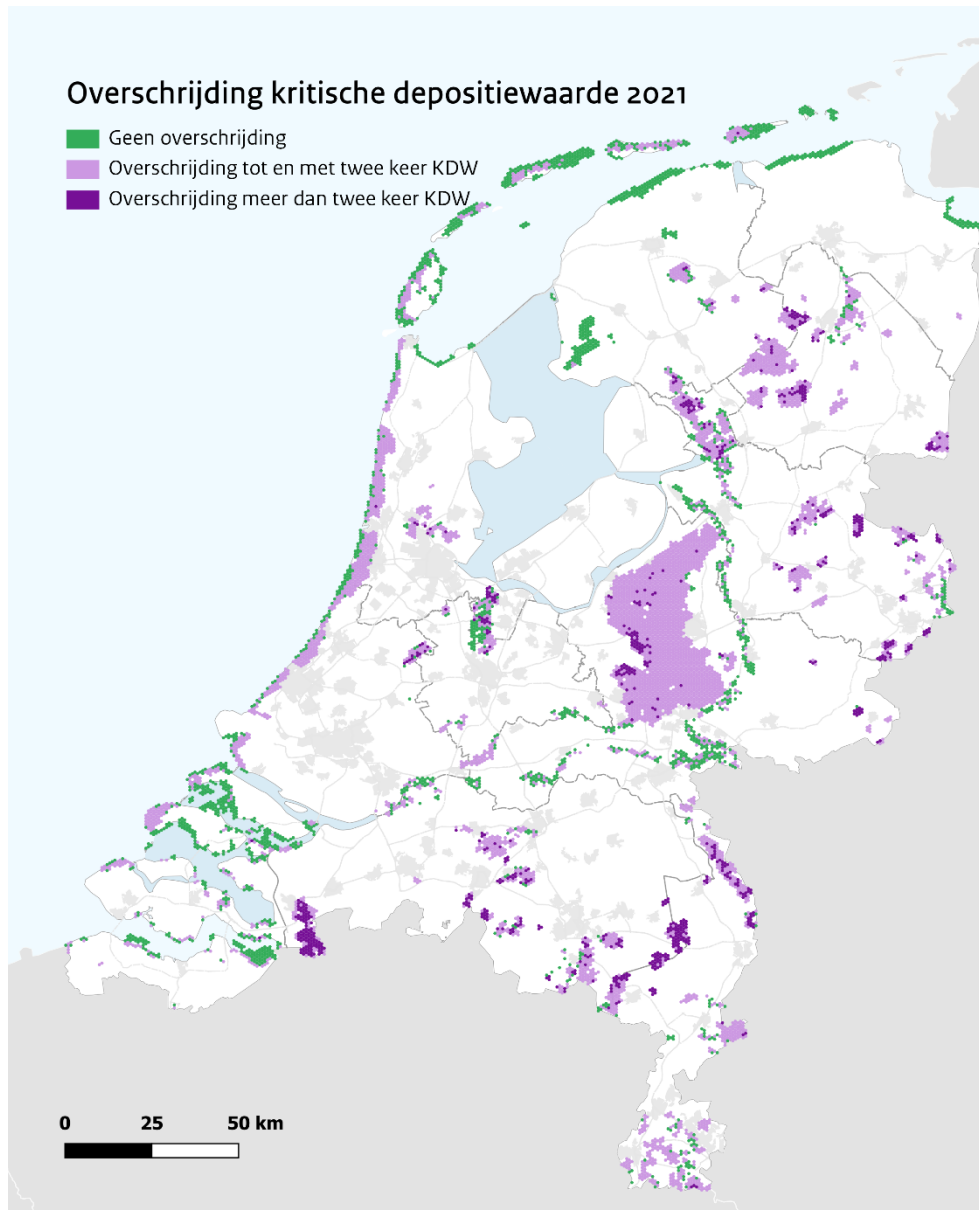 Overschrijding kritische depositiewaarde 2021
Geen overschrijding
Overschrijding tot en met twee keer KDW
Overschrijding meer dan twee keer KDW
0 25 50 km